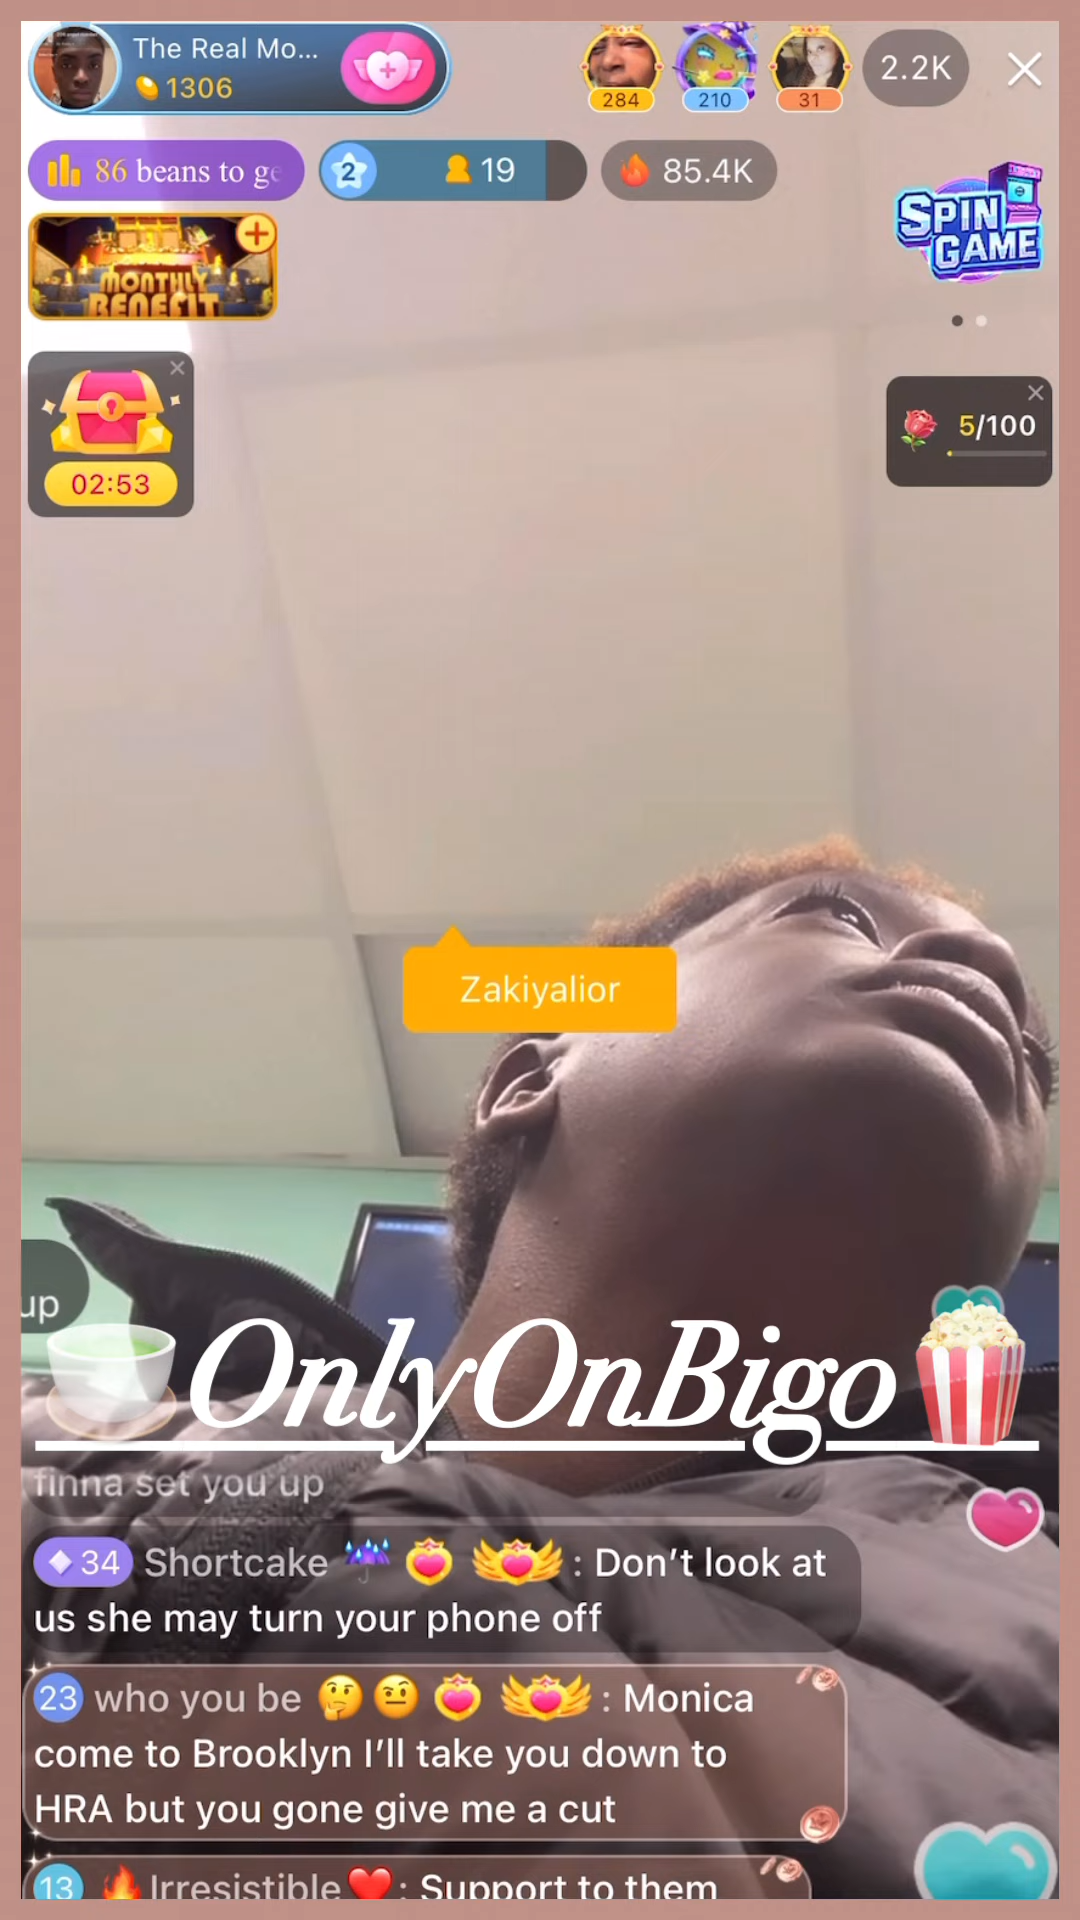 The Real Mo...
1306
284
210
31
2.2K
86 beans to ge
2
19
85.4K
MONTHLY
BENEFIT
SPIN
GAME
02:53
5/100
Zakiyalior
up
OnlyOnBigo
finna set you up
34 Shortcake ☔ : Don't look at
us she may turn your phone off
23 who you be 🤔 🤨 : Monica
come to Brooklyn I'll take you down to
HRA but you gone give me a cut
13 🔥Irresistible❤️: Support to them